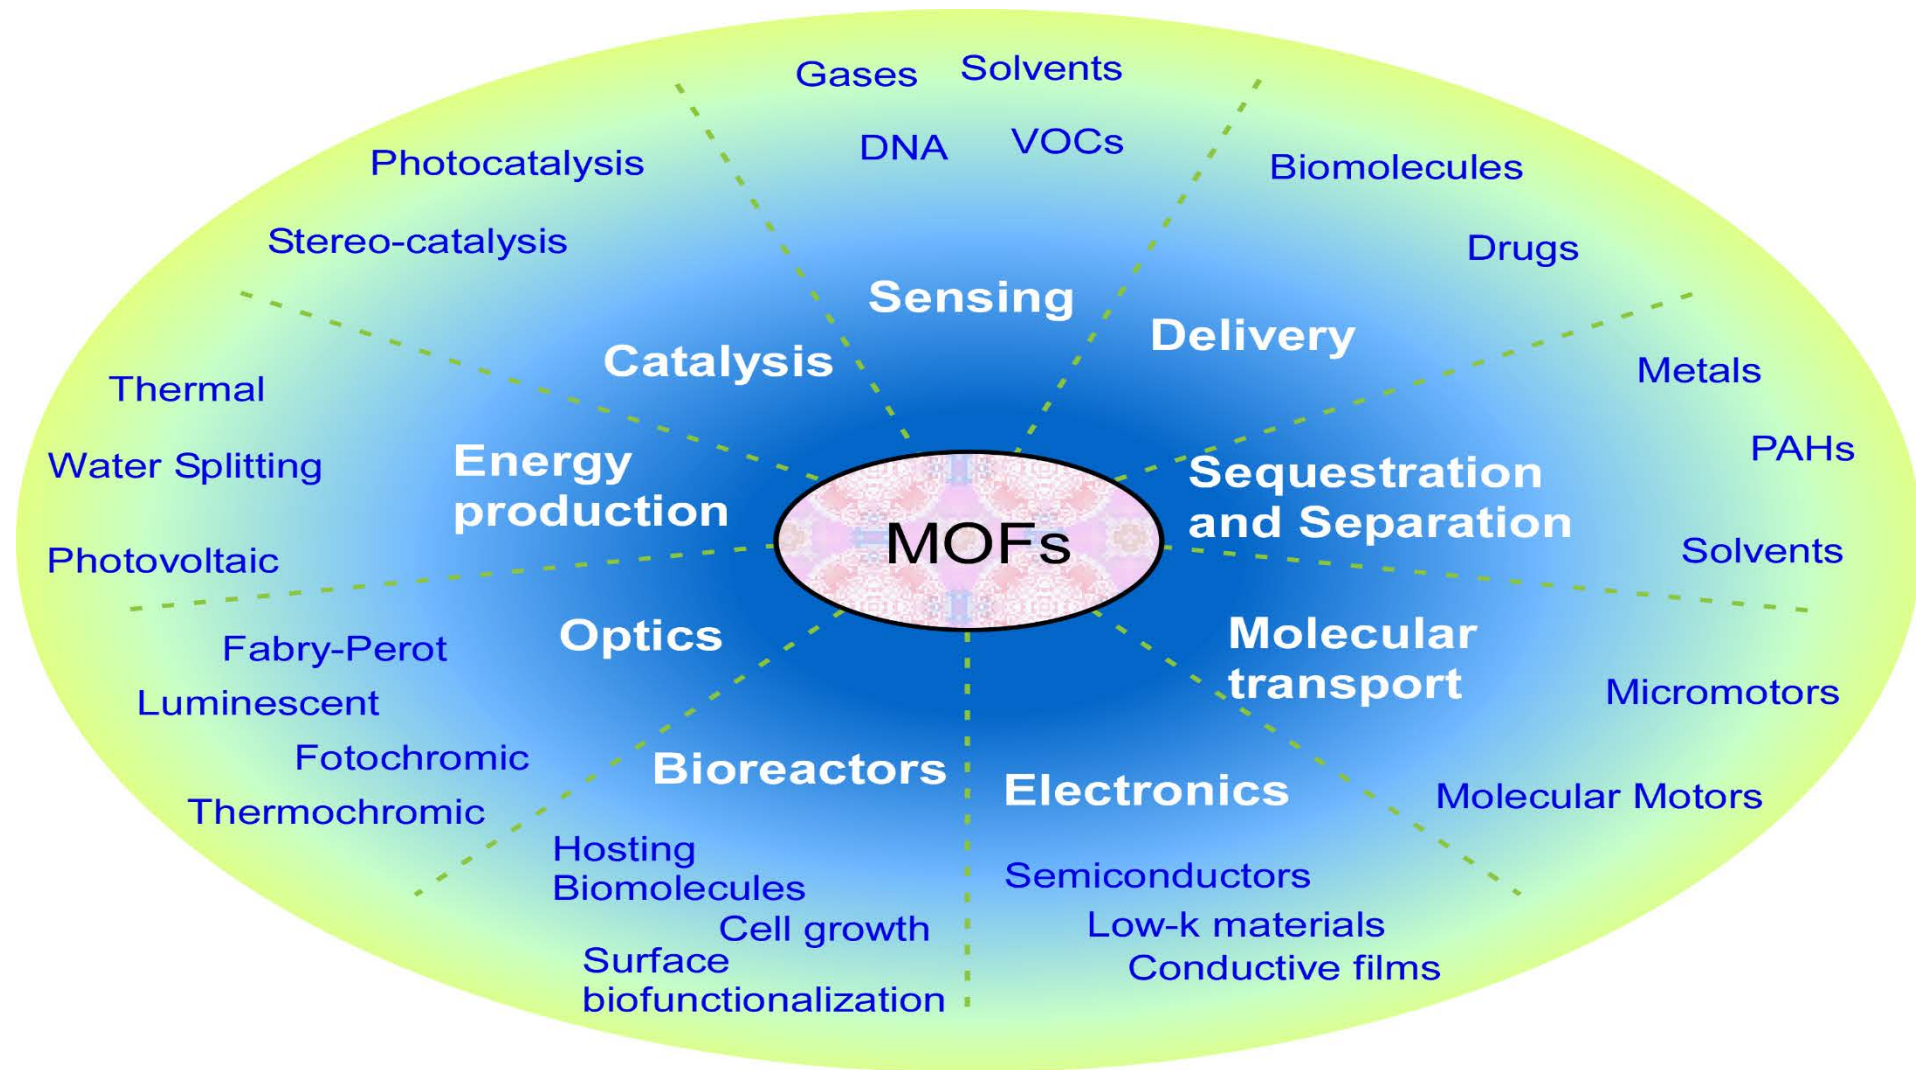 Gases
Solvents
DNA
VOCs
Sensing
Biomolecules
Drugs
Delivery
Metals
PAHs
Solvents
Sequestration
and Separation
Molecular
transport
Micromotors
Molecular Motors
Electronics
Semiconductors
Low-k materials
Conductive films
Bioreactors
Hosting
Biomolecules
Cell growth
Surface
biofunctionalization
Optics
Fabry-Perot
Luminescent
Fotochromic
Thermochromic
Energy
production
Thermal
Water Splitting
Photovoltaic
Catalysis
Photocatalysis
Stereo-catalysis
MOFs